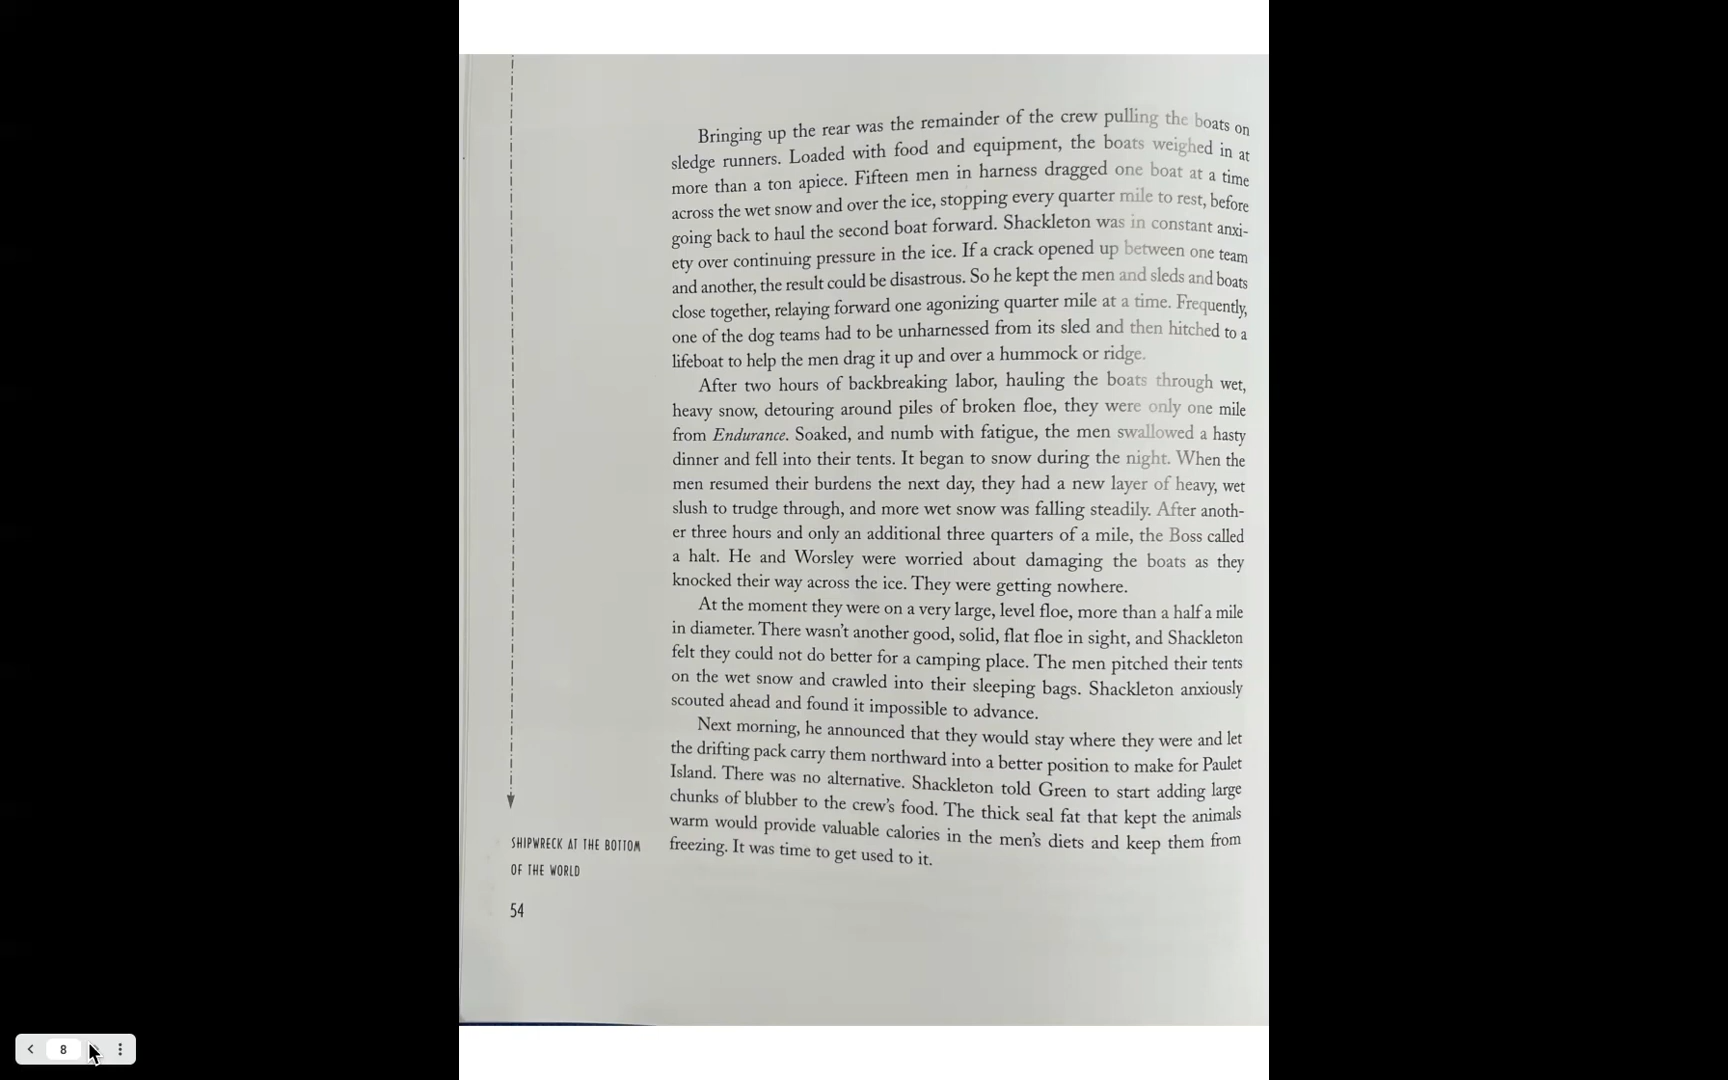 Bringing up the rear was the remainder of the crew pulling the boats on
sledge runners. Loaded with food and equipment, the boats weighed in at
more than a ton apiece. Fifteen men in harness dragged one boat at a time
across the wet snow and over the ice, stopping every quarter mile to rest, before
going back to haul the second boat forward. Shackleton was in constant anxi-
ety over continuing pressure in the ice. If a crack opened up between one team
and another, the result could be disastrous. So he kept the men and sleds and boats
close together, relaying forward one agonizing quarter mile at a time. Frequently,
one of the dog teams had to be unharnessed from its sled and then hitched to a
lifeboat to help the men drag it up and over a hummock or ridge.
After two hours of backbreaking labor, hauling the boats through wet,
heavy snow, detouring around piles of broken floe, they were only one mile
from Endurance. Soaked, and numb with fatigue, the men swallowed a hasty
dinner and fell into their tents. It began to snow during the night. When the
men resumed their burdens the next day, they had a new layer of heavy, wet
slush to trudge through, and more wet snow was falling steadily. After anoth-
er three hours and only an additional three quarters of a mile, the Boss called
a halt. He and Worsley were worried about damaging the boats as they
knocked their way across the ice. They were getting nowhere.
At the moment they were on a very large, level floe, more than a half a mile
in diameter. There wasn't another good, solid, flat floe in sight, and Shackleton
felt they could not do better for a camping place. The men pitched their tents
on the wet snow and crawled into their sleeping bags. Shackleton anxiously
scouted ahead and found it impossible to advance.
Next morning, he announced that they would stay where they were and let
the drifting pack carry them northward into a better position to make for Paulet
Island. There was no alternative. Shackleton told Green to start adding large
chunks of blubber to the crew's food. The thick seal fat that kept the animals
warm would provide valuable calories in the men's diets and keep them from
freezing. It was time to get used to it.
SHIPWRECK AT THE BOTTOM
OF THE WORLD
54
8